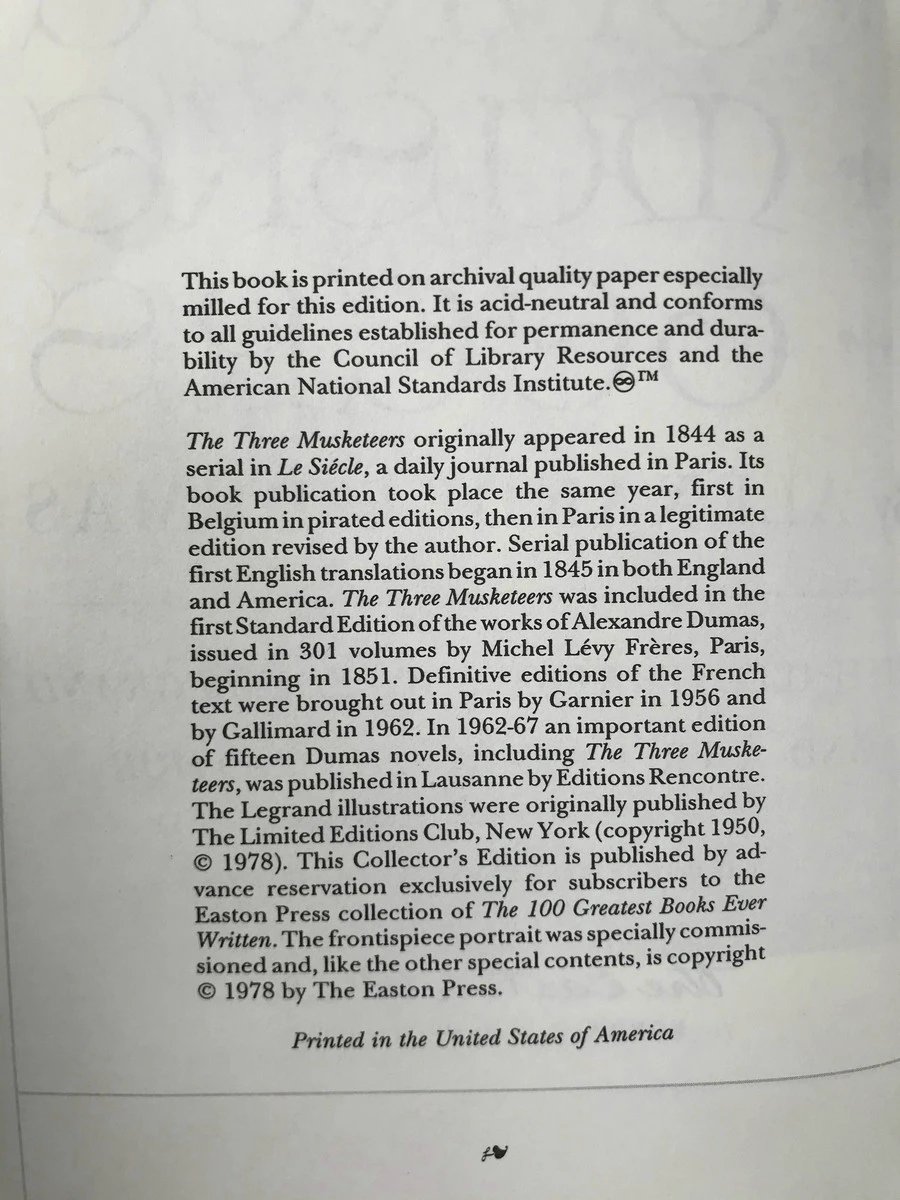 This book is printed on archival quality paper especially
milled for this edition. It is acid-neutral and conforms
to all guidelines established for permanence and dura-
bility by the Council of Library Resources and the
American National Standards Institute.♾™
The Three Musketeers originally appeared in 1844 as a
serial in Le Siécle, a daily journal published in Paris. Its
book publication took place the same year, first in
Belgium in pirated editions, then in Paris in a legitimate
edition revised by the author. Serial publication of the
first English translations began in 1845 in both England
and America. The Three Musketeers was included in the
first Standard Edition of the works of Alexandre Dumas,
issued in 301 volumes by Michel Lévy Frères, Paris,
beginning in 1851. Definitive editions of the French
text were brought out in Paris by Garnier in 1956 and
by Gallimard in 1962. In 1962-67 an important edition
of fifteen Dumas novels, including The Three Muske-
teers, was published in Lausanne by Editions Rencontre.
The Legrand illustrations were originally published by
The Limited Editions Club, New York (copyright 1950,
© 1978). This Collector's Edition is published by ad-
vance reservation exclusively for subscribers to the
Easton Press collection of The 100 Greatest Books Ever
Written. The frontispiece portrait was specially commis-
sioned and, like the other special contents, is copyright
© 1978 by The Easton Press.
Printed in the United States of America